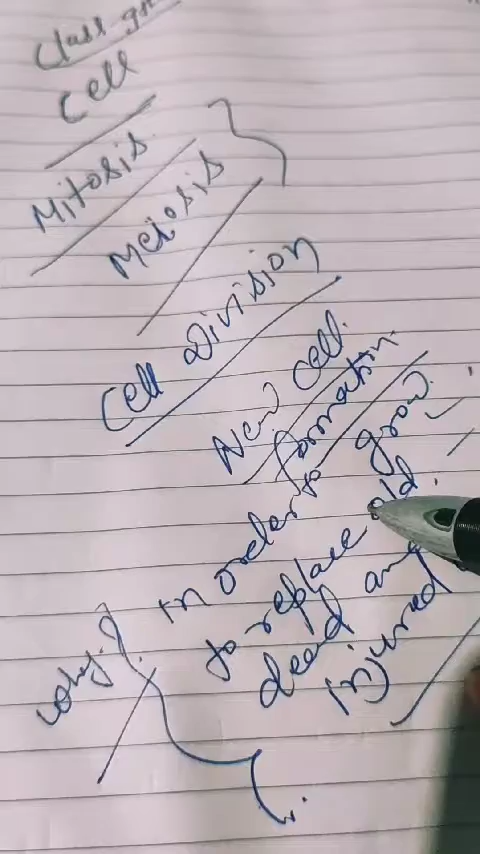 Class
Cell
Mitosis
Meiosis
Cell Division
New Cell
formation.
Why?
in order to grow.
to replace old.
dead and
injured